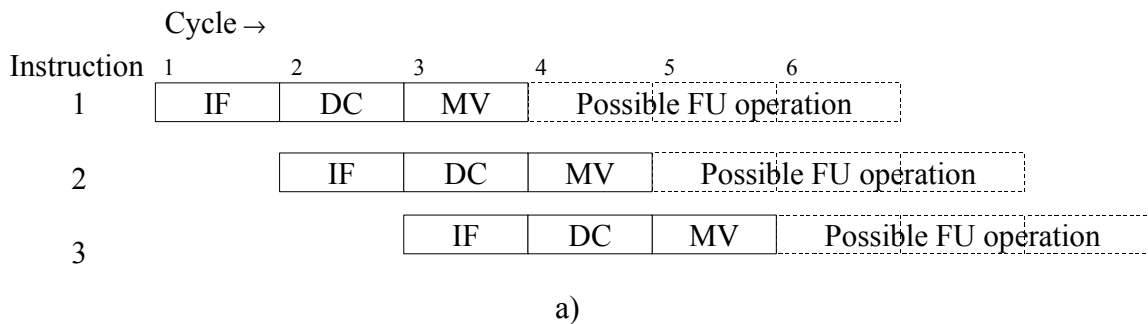 Cycle →
Instruction 1 2 3 4 5 6
1 IF DC MV Possible FU operation
2 IF DC MV Possible FU operation
3 IF DC MV Possible FU operation
a)